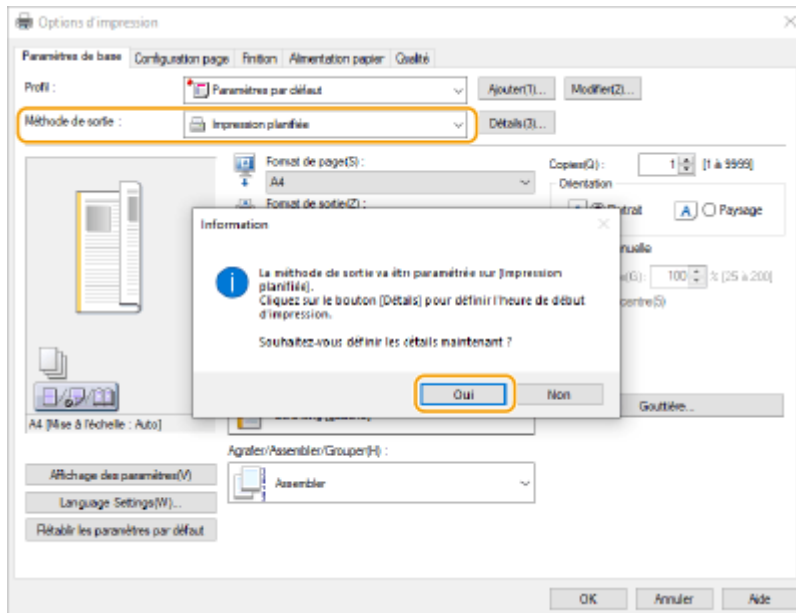 Options d'impression
Paramètres de base Configuration page Finition Alimentation papier Qualité
Profil : Paramètres par défaut Ajouter(1)... Modifier(2)...
Méthode de sortie : Impression planifiée Détails(3)...
Format de page(S) :
A4
Format de sortie(Z) :
Copies(Q) : 1 [1 à 9999]
Orientation
A Paysage
Information
La méthode de sortie va être paramétrée sur [Impression
planifiée].
Cliquez sur le bouton [Détails] pour définir l'heure de début
d'impression.
Souhaitez-vous définir les détails maintenant ?
Oui Non
100 % [25 à 200]
Gouttière...
A4 [Mise à l'échelle : Auto]
Agrafer/Assembler/Grouper(H) :
Assembler
Affichage des paramètres(V)
Language Settings(W)...
Rétablir les paramètres par défaut
OK Annuler Aide